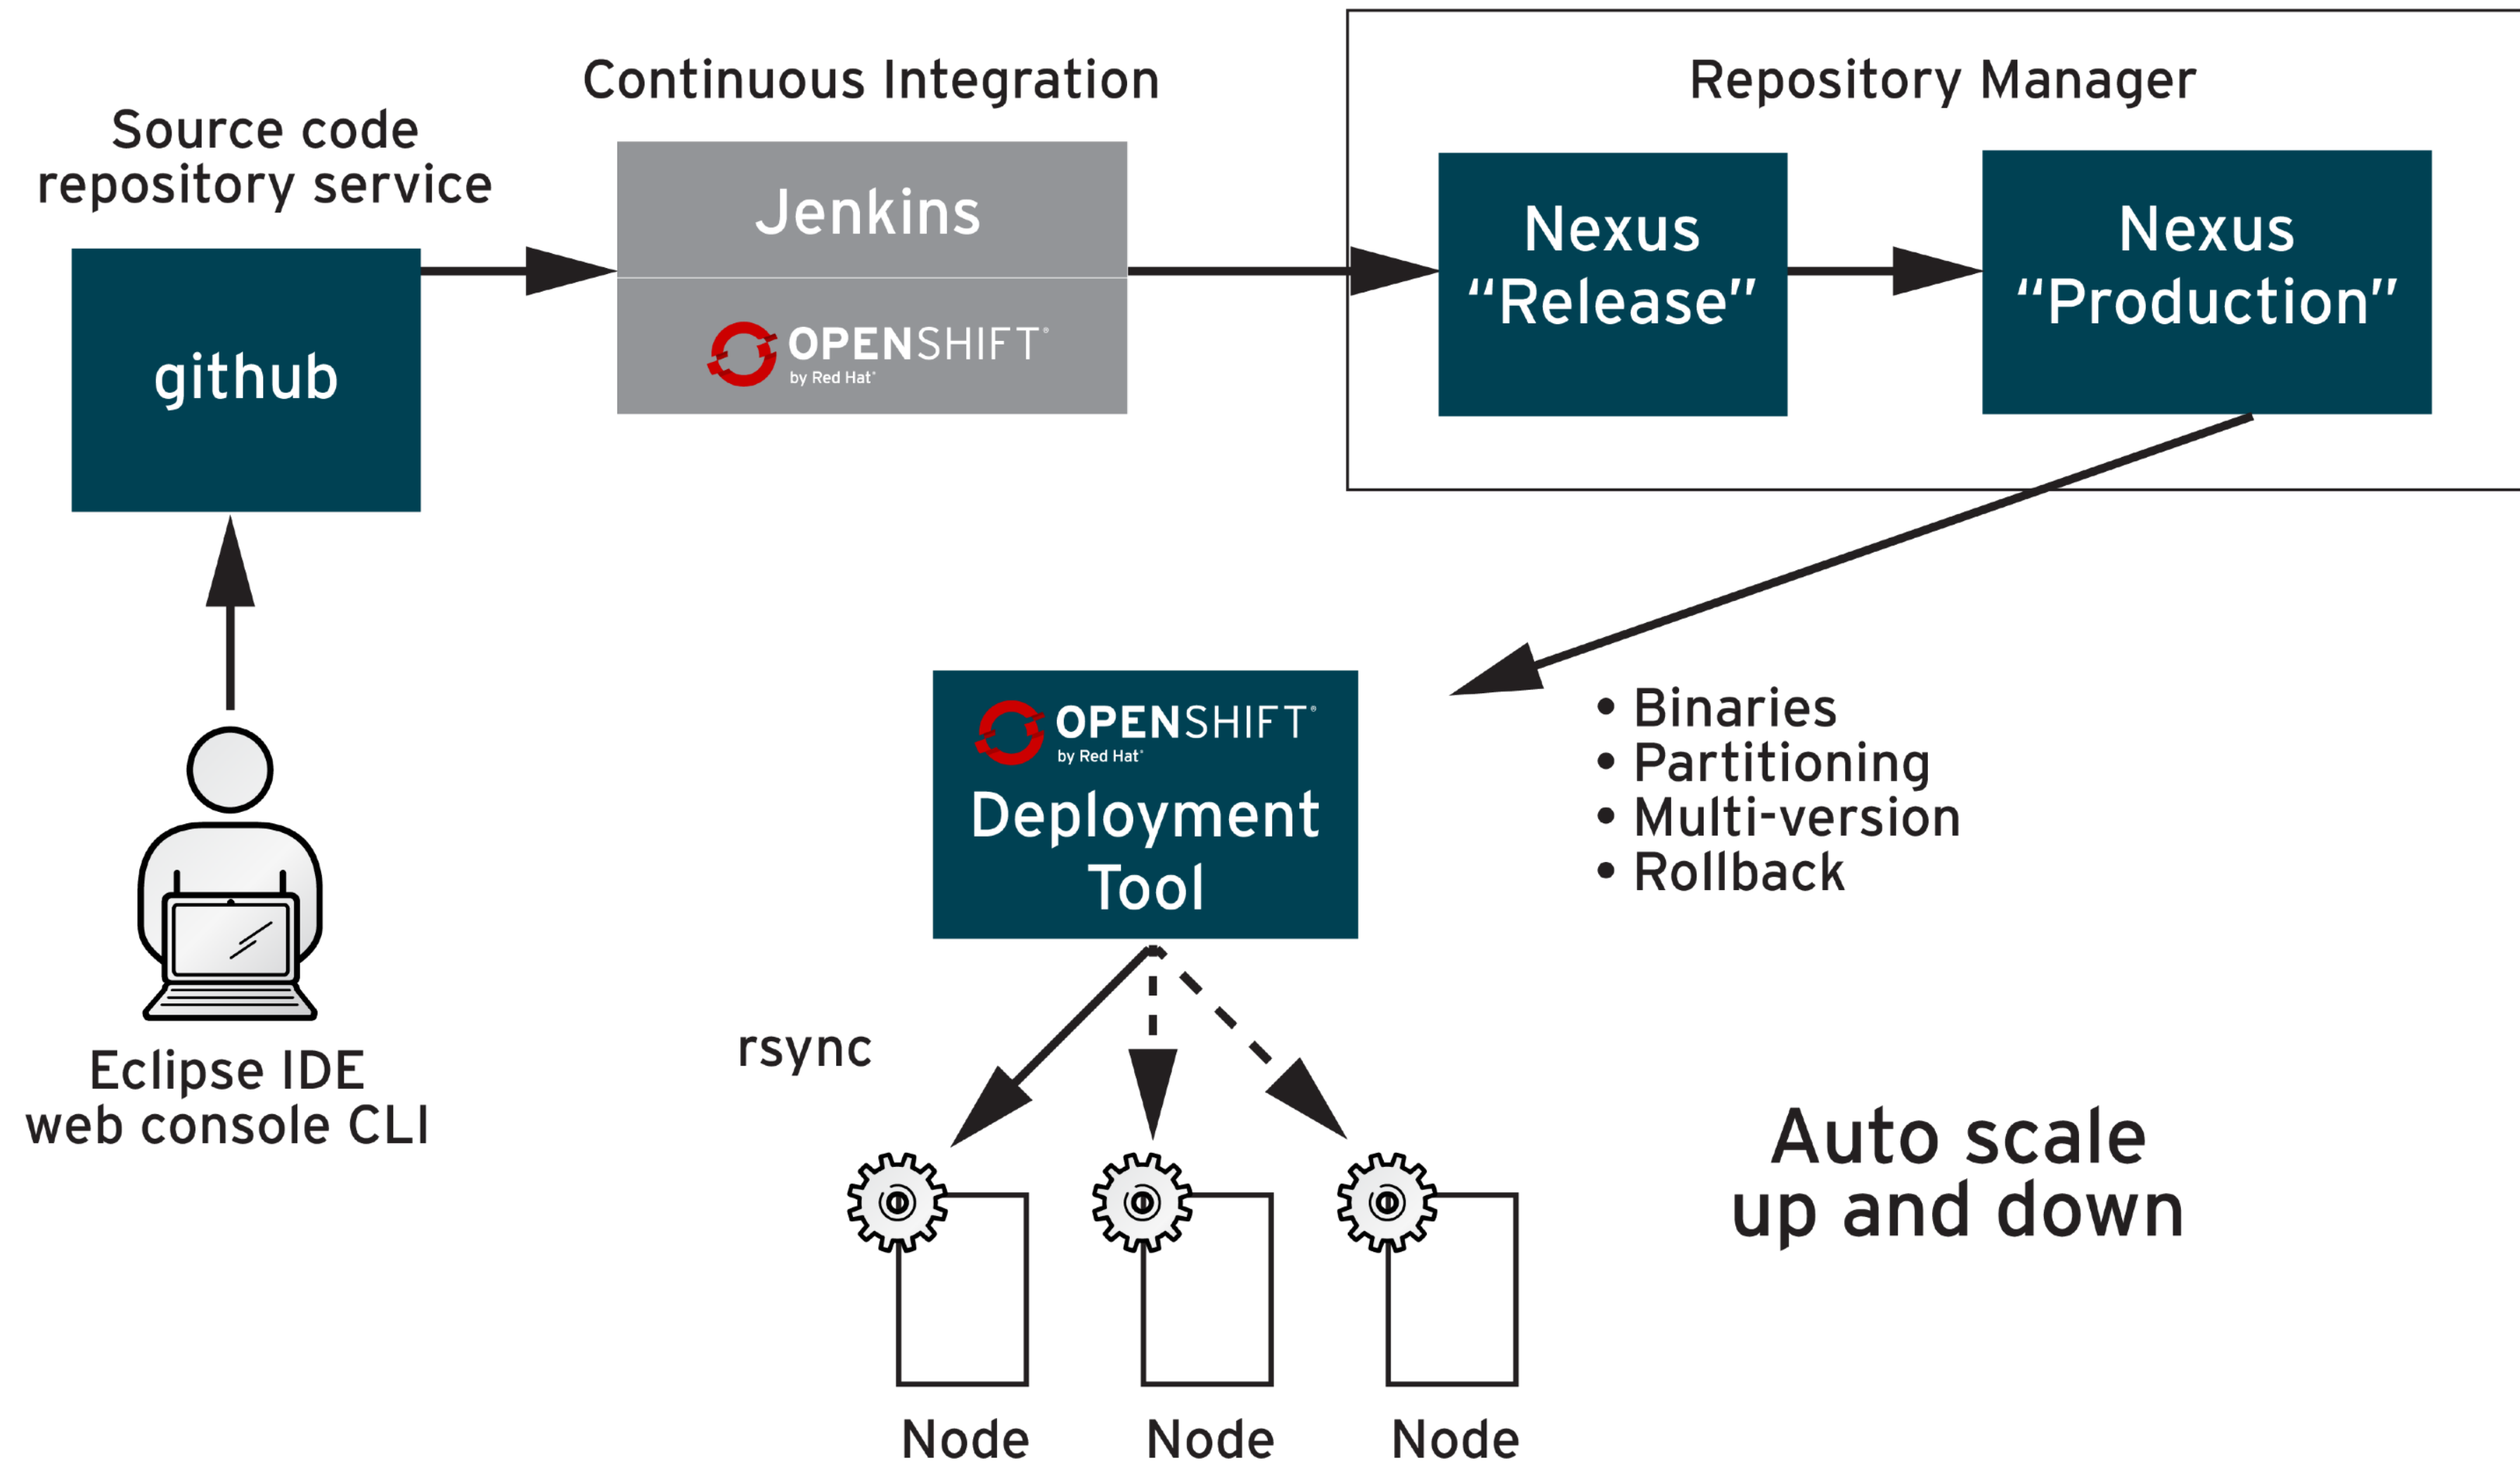 Source code
repository service
github
Continuous Integration
Jenkins
OPENSHIFT
by Red Hat
Repository Manager
Nexus
“Release”
Nexus
“Production”
Eclipse IDE
web console CLI
OPENSHIFT
by Red Hat
Deployment
Tool
• Binaries
• Partitioning
• Multi-version
• Rollback
rsync
Auto scale
up and down
Node
Node
Node